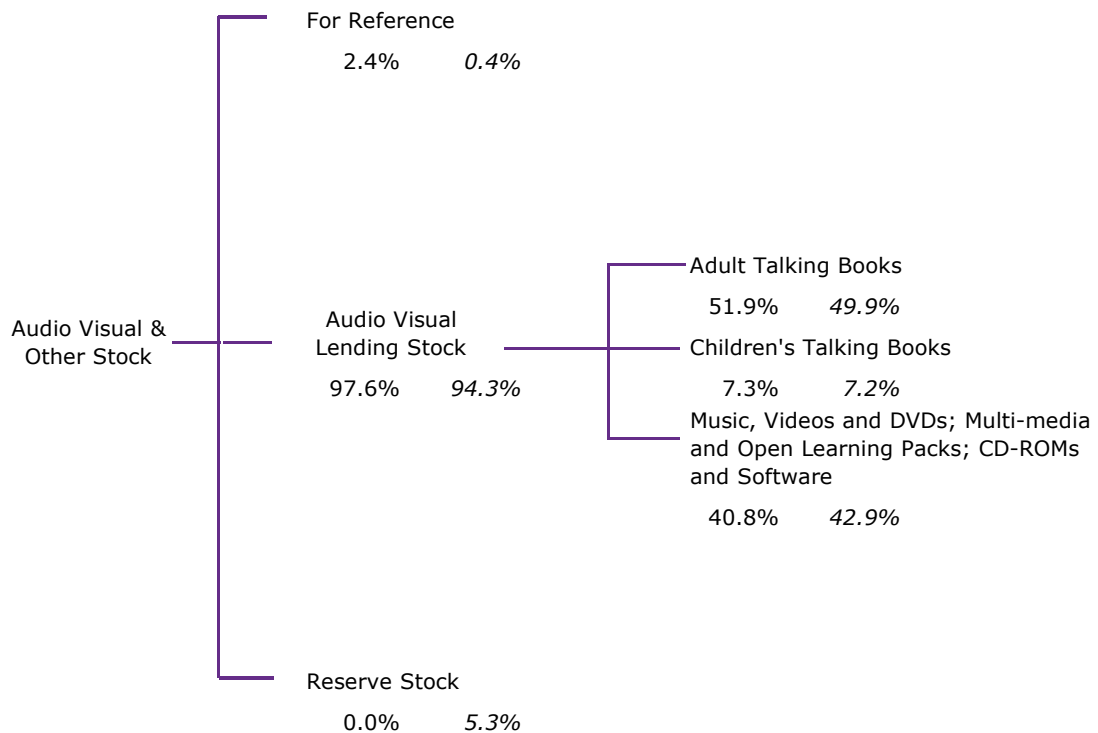 For Reference
2.4% 0.4%
Audio Visual &
Other Stock
Audio Visual
Lending Stock
97.6% 94.3%
Adult Talking Books
51.9% 49.9%
Children's Talking Books
7.3% 7.2%
Music, Videos and DVDs; Multi-media
and Open Learning Packs; CD-ROMs
and Software
40.8% 42.9%
Reserve Stock
0.0% 5.3%